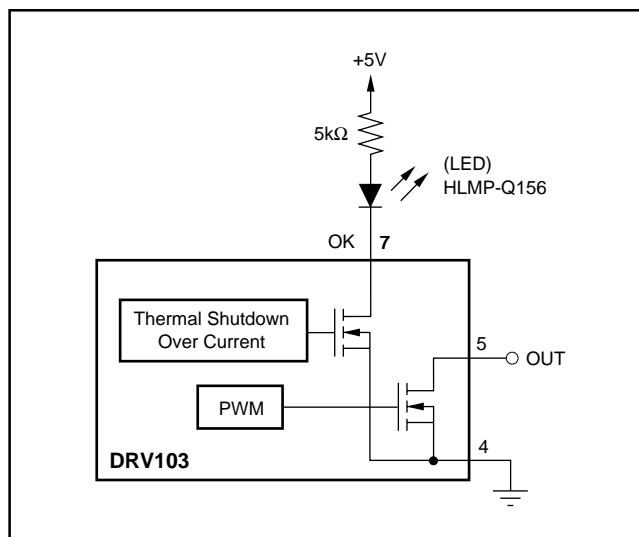 +5V
5kΩ
(LED)
HLMP-Q156
OK 7
Thermal Shutdown
Over Current
5
OUT
PWM
4
DRV103